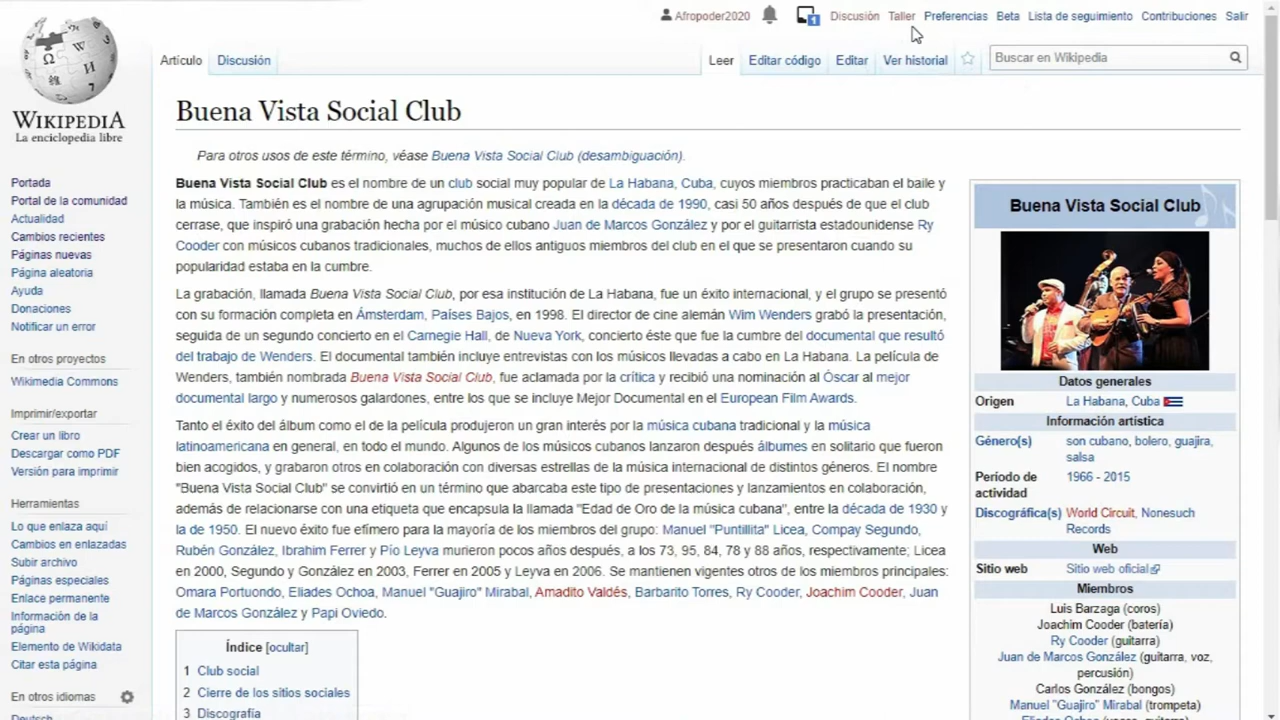 Afropoder2020 1 Discusión Taller Preferencias Beta Lista de seguimiento Contribuciones Salir
Artículo Discusión Leer Editar código Editar Ver historial Buscar en Wikipedia
WIKIPEDIA
La enciclopedia libre
Portada
Portal de la comunidad
Actualidad
Cambios recientes
Páginas nuevas
Página aleatoria
Ayuda
Donaciones
Notificar un error
En otros proyectos
Wikimedia Commons
Imprimir/exportar
Crear un libro
Descargar como PDF
Versión para imprimir
Herramientas
Lo que enlaza aquí
Cambios en enlazadas
Subir archivo
Páginas especiales
Enlace permanente
Información de la
página
Elemento de Wikidata
Citar esta página
En otros idiomas
Deutsch
Buena Vista Social Club
Para otros usos de este término, véase Buena Vista Social Club (desambiguación).
Buena Vista Social Club es el nombre de un club social muy popular de La Habana, Cuba, cuyos miembros practicaban el baile y
la música. También es el nombre de una agrupación musical creada en la década de 1990, casi 50 años después de que el club
cerrase, que inspiró una grabación hecha por el músico cubano Juan de Marcos González y por el guitarrista estadounidense Ry
Cooder con músicos cubanos tradicionales, muchos de ellos antiguos miembros del club en el que se presentaron cuando su
popularidad estaba en la cumbre.
La grabación, llamada Buena Vista Social Club, por esa institución de La Habana, fue un éxito internacional, y el grupo se presentó
con su formación completa en Ámsterdam, Países Bajos, en 1998. El director de cine alemán Wim Wenders grabó la presentación,
seguida de un segundo concierto en el Carnegie Hall, de Nueva York, concierto éste que fue la cumbre del documental que resultó
del trabajo de Wenders. El documental también incluye entrevistas con los músicos llevadas a cabo en La Habana. La película de
Wenders, también nombrada Buena Vista Social Club, fue aclamada por la crítica y recibió una nominación al Óscar al mejor
documental largo y numerosos galardones, entre los que se incluye Mejor Documental en el European Film Awards.
Tanto el éxito del álbum como el de la película produjeron un gran interés por la música cubana tradicional y la música
latinoamericana en general, en todo el mundo. Algunos de los músicos cubanos lanzaron después álbumes en solitario que fueron
bien acogidos, y grabaron otros en colaboración con diversas estrellas de la música internacional de distintos géneros. El nombre
"Buena Vista Social Club" se convirtió en un término que abarcaba este tipo de presentaciones y lanzamientos en colaboración,
además de relacionarse con una etiqueta que encapsula la llamada "Edad de Oro de la música cubana", entre la década de 1930 y
la de 1950. El nuevo éxito fue efímero para la mayoría de los miembros del grupo: Manuel "Puntillita" Licea, Compay Segundo,
Rubén González, Ibrahim Ferrer y Pío Leyva murieron pocos años después, a los 73, 95, 84, 78 y 88 años, respectivamente; Licea
en 2000, Segundo y González en 2003, Ferrer en 2005 y Leyva en 2006. Se mantienen vigentes otros de los miembros principales:
Omara Portuondo, Eliades Ochoa, Manuel "Guajiro" Mirabal, Amadito Valdés, Barbarito Torres, Ry Cooder, Joachim Cooder, Juan
de Marcos González y Papi Oviedo.
Índice [ocultar]
1 Club social
2 Cierre de los sitios sociales
3 Discografía
Buena Vista Social Club
Datos generales
Origen La Habana, Cuba
Información artística
Género(s) son cubano, bolero, guajira,
salsa
Período de 1966 - 2015
actividad
Discográfica(s) World Circuit, Nonesuch
Records
Web
Sitio web Sitio web oficial
Miembros
Luis Barzaga (coros)
Joachim Cooder (batería)
Ry Cooder (guitarra)
Juan de Marcos González (guitarra, voz,
percusión)
Carlos González (bongos)
Manuel "Guajiro" Mirabal (trompeta)